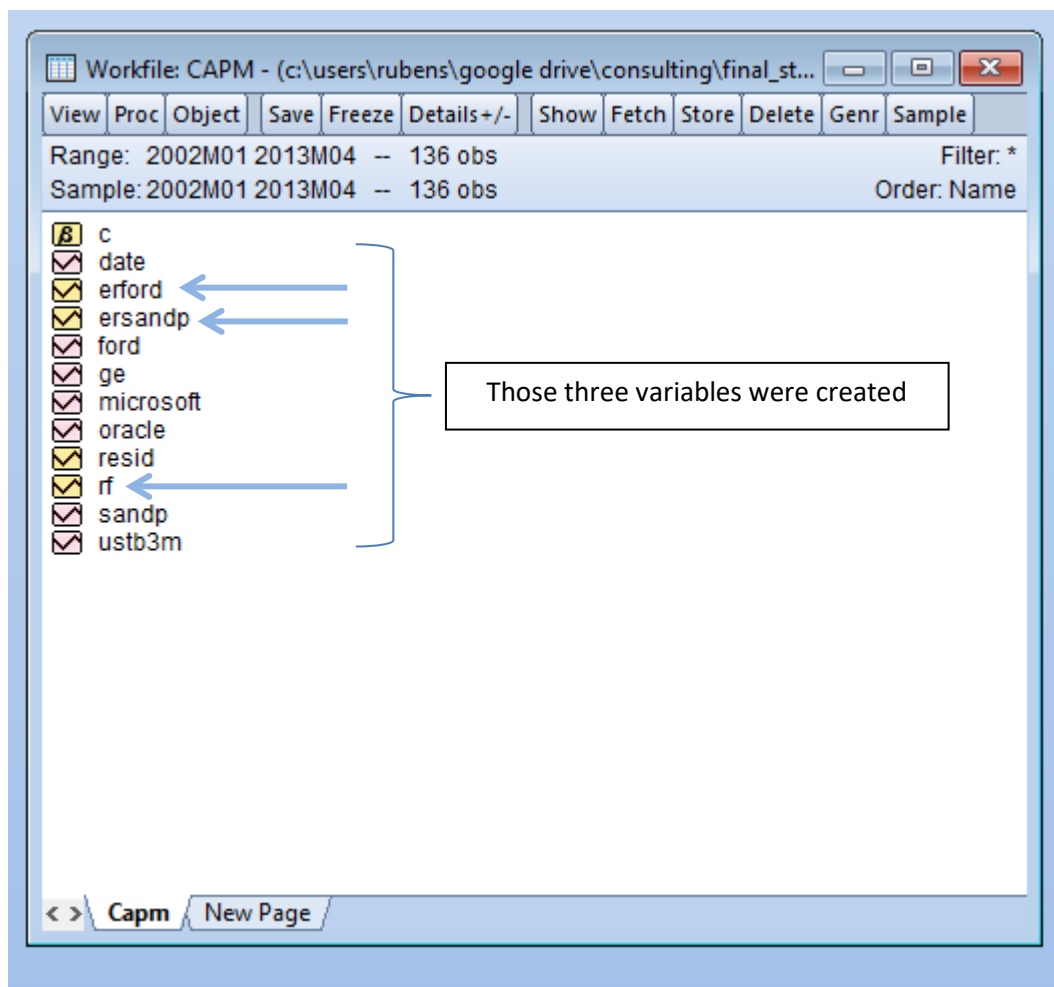 Workfile: CAPM - (c:\users\rubens\google drive\consulting\final_st...
View Proc Object Save Freeze Details+/- Show Fetch Store Delete Genr Sample
Range: 2002M01 2013M04 -- 136 obs Filter: *
Sample: 2002M01 2013M04 -- 136 obs Order: Name
β c
date
erford
ersandp
ford
ge
microsoft
oracle
resid
rf
sandp
ustb3m
Those three variables were created
< > Capm New Page